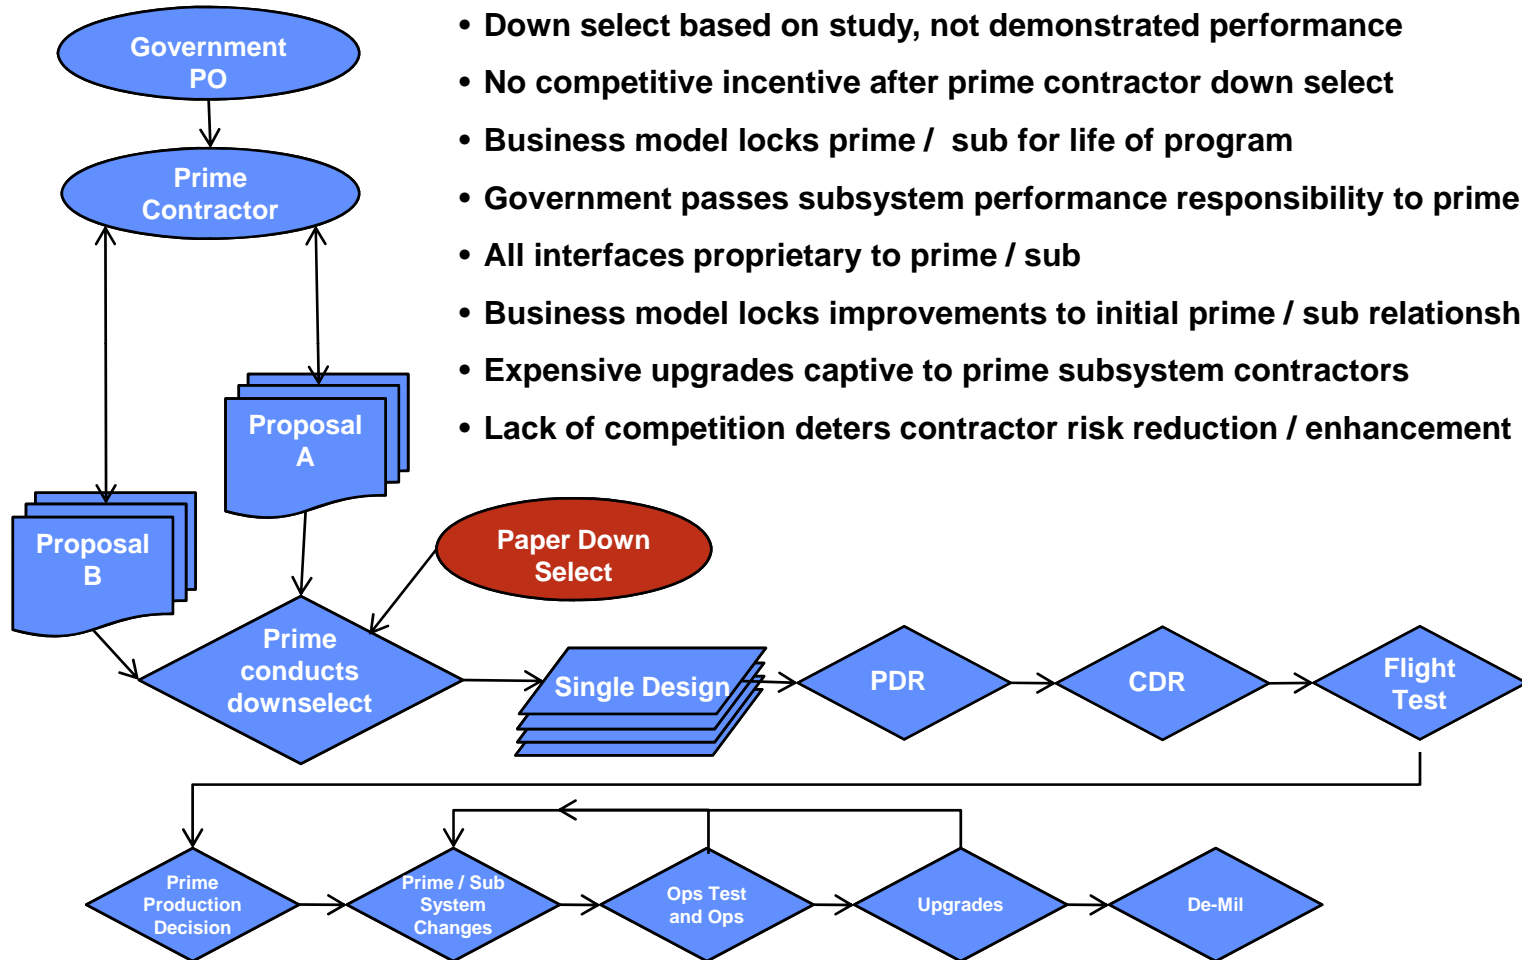 Government
PO
Prime
Contractor
• Down select based on study, not demonstrated performance
• No competitive incentive after prime contractor down select
• Business model locks prime / sub for life of program
• Government passes subsystem performance responsibility to prime
• All interfaces proprietary to prime / sub
• Business model locks improvements to initial prime / sub relationsh
• Expensive upgrades captive to prime subsystem contractors
• Lack of competition deters contractor risk reduction / enhancement
Proposal
A
Proposal
B
Paper Down
Select
Prime
conducts
downselect
Single Design
PDR
CDR
Flight
Test
Prime
Production
Decision
Prime / Sub
System
Changes
Ops Test
and Ops
Upgrades
De-Mil